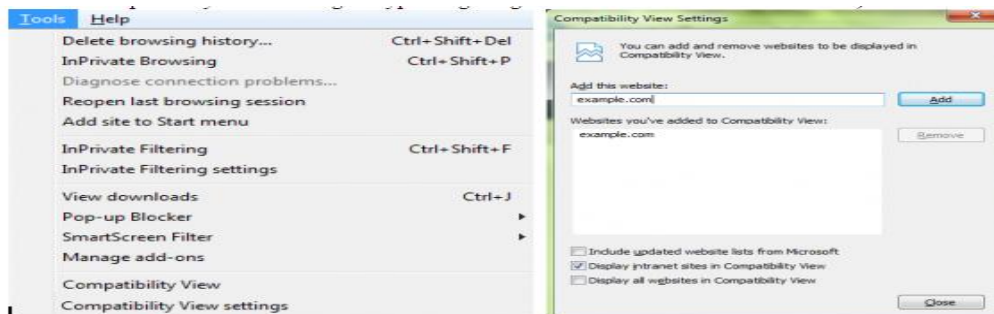 Tools Help
Delete browsing history... Ctrl+Shift+Del
InPrivate Browsing Ctrl+Shift+P
Diagnose connection problems...
Reopen last browsing session
Add site to Start menu
InPrivate Filtering Ctrl+Shift+F
InPrivate Filtering settings
View downloads Ctrl+J
Pop-up Blocker
SmartScreen Filter
Manage add-ons
Compatibility View
Compatibility View settings
Compatibility View Settings
You can add and remove websites to be displayed in
Compatibility View.
Add this website:
example.com Add
Websites you've added to Compatibility View:
example.com Remove
Include updated website lists from Microsoft
Display intranet sites in Compatibility View
Display all websites in Compatibility View
Close